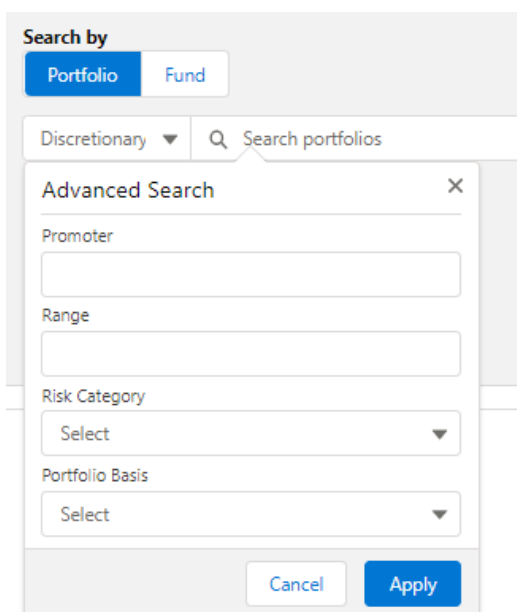 Search by
Portfolio Fund
Discretionary Search portfolios
Advanced Search
Promoter
Range
Risk Category
Select
Portfolio Basis
Select
Cancel Apply